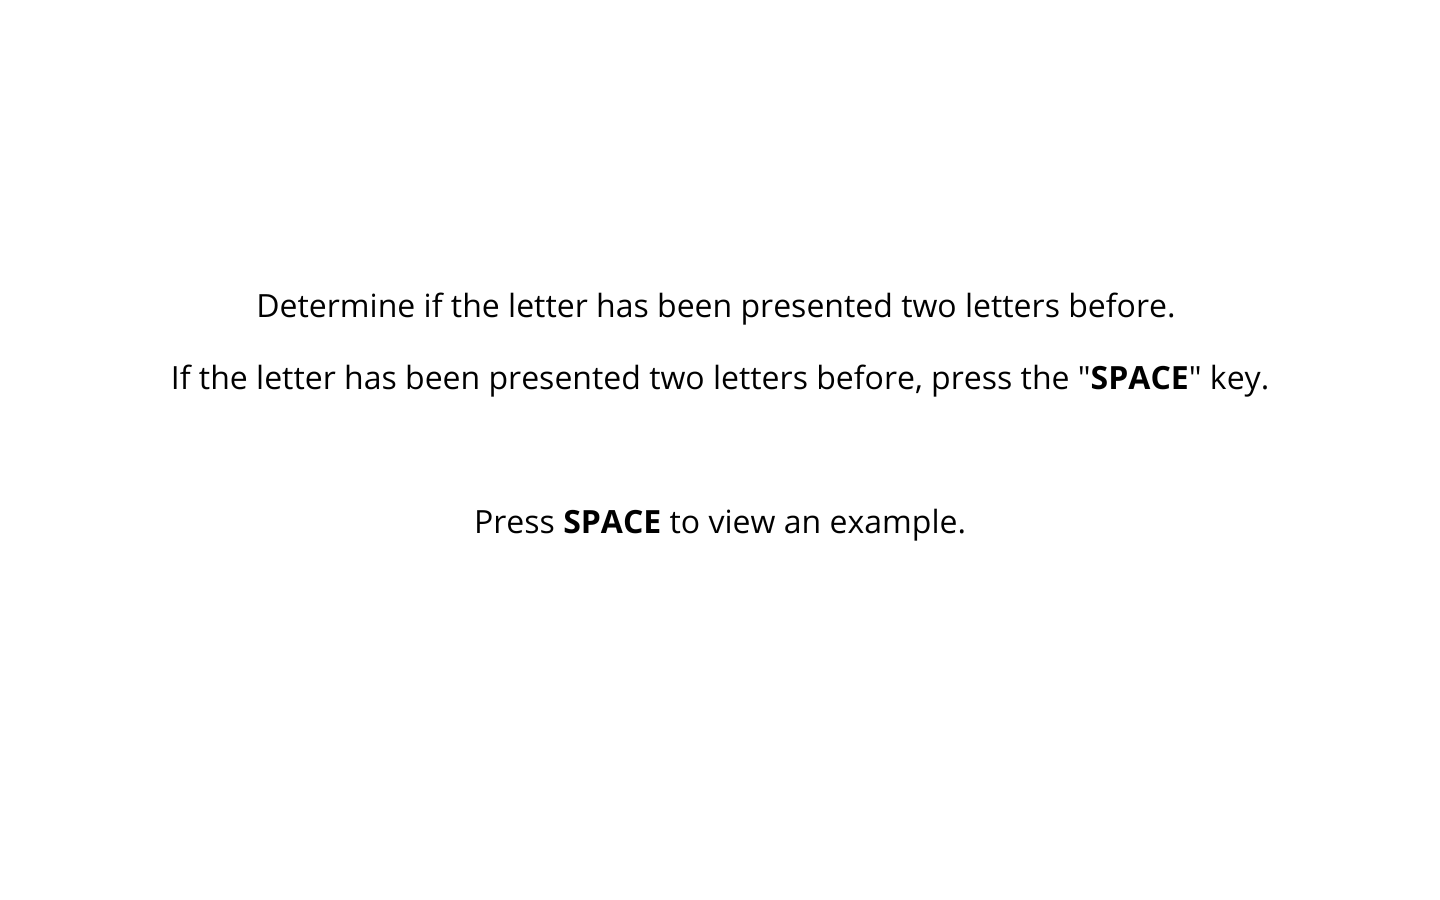 Determine if the letter has been presented two letters before.
If the letter has been presented two letters before, press the "SPACE" key.
Press SPACE to view an example.